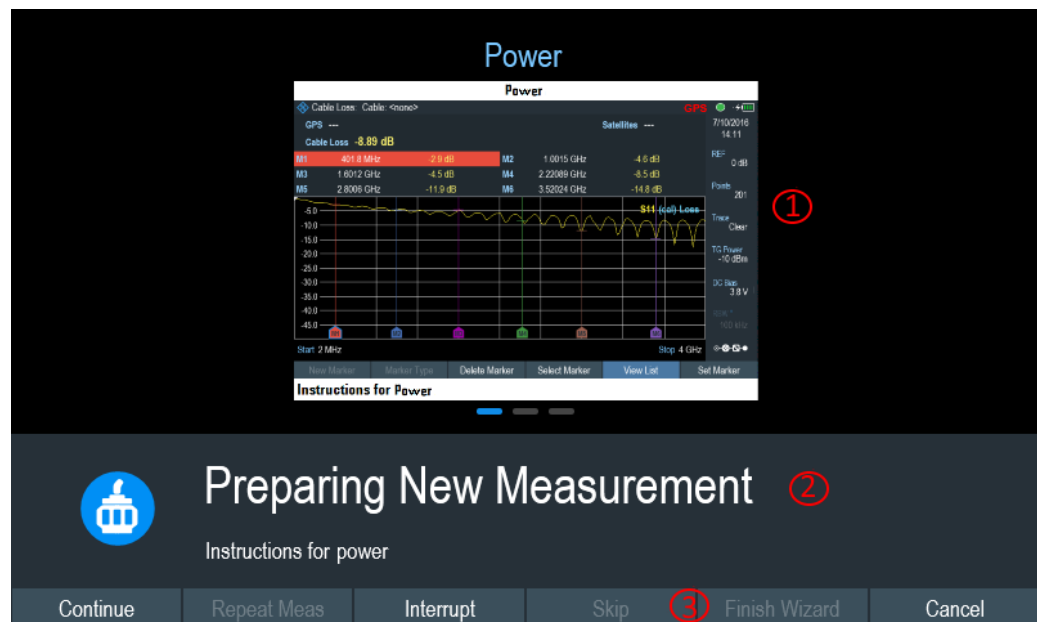 Power
Power
Cable Loss: Cable: <none> GPS
GPS --- Satellites --- 7/10/2016
14:11
Cable Loss -8.89 dB
M1 401.8 MHz -2.9 dB M2 1.0015 GHz -4.6 dB REF 0 dB
M3 1.6012 GHz -4.5 dB M4 2.22089 GHz -8.5 dB
M5 2.8006 GHz -11.9 dB M6 3.52024 GHz -14.8 dB Points 201
①
S11 (cal) Loss
-5.0
-10.0
-15.0
-20.0
-25.0
-30.0
-35.0
-40.0
-45.0
Trace
Clear
TG Power
-10 dBm
DC Bias
3.8 V
100 kHz
Start 2 MHz Stop 4 GHz
New Marker Marker Type Delete Marker Select Marker View List Set Marker
Instructions for Power
Preparing New Measurement ②
Instructions for power
Continue Repeat Meas Interrupt Skip ③ Finish Wizard Cancel